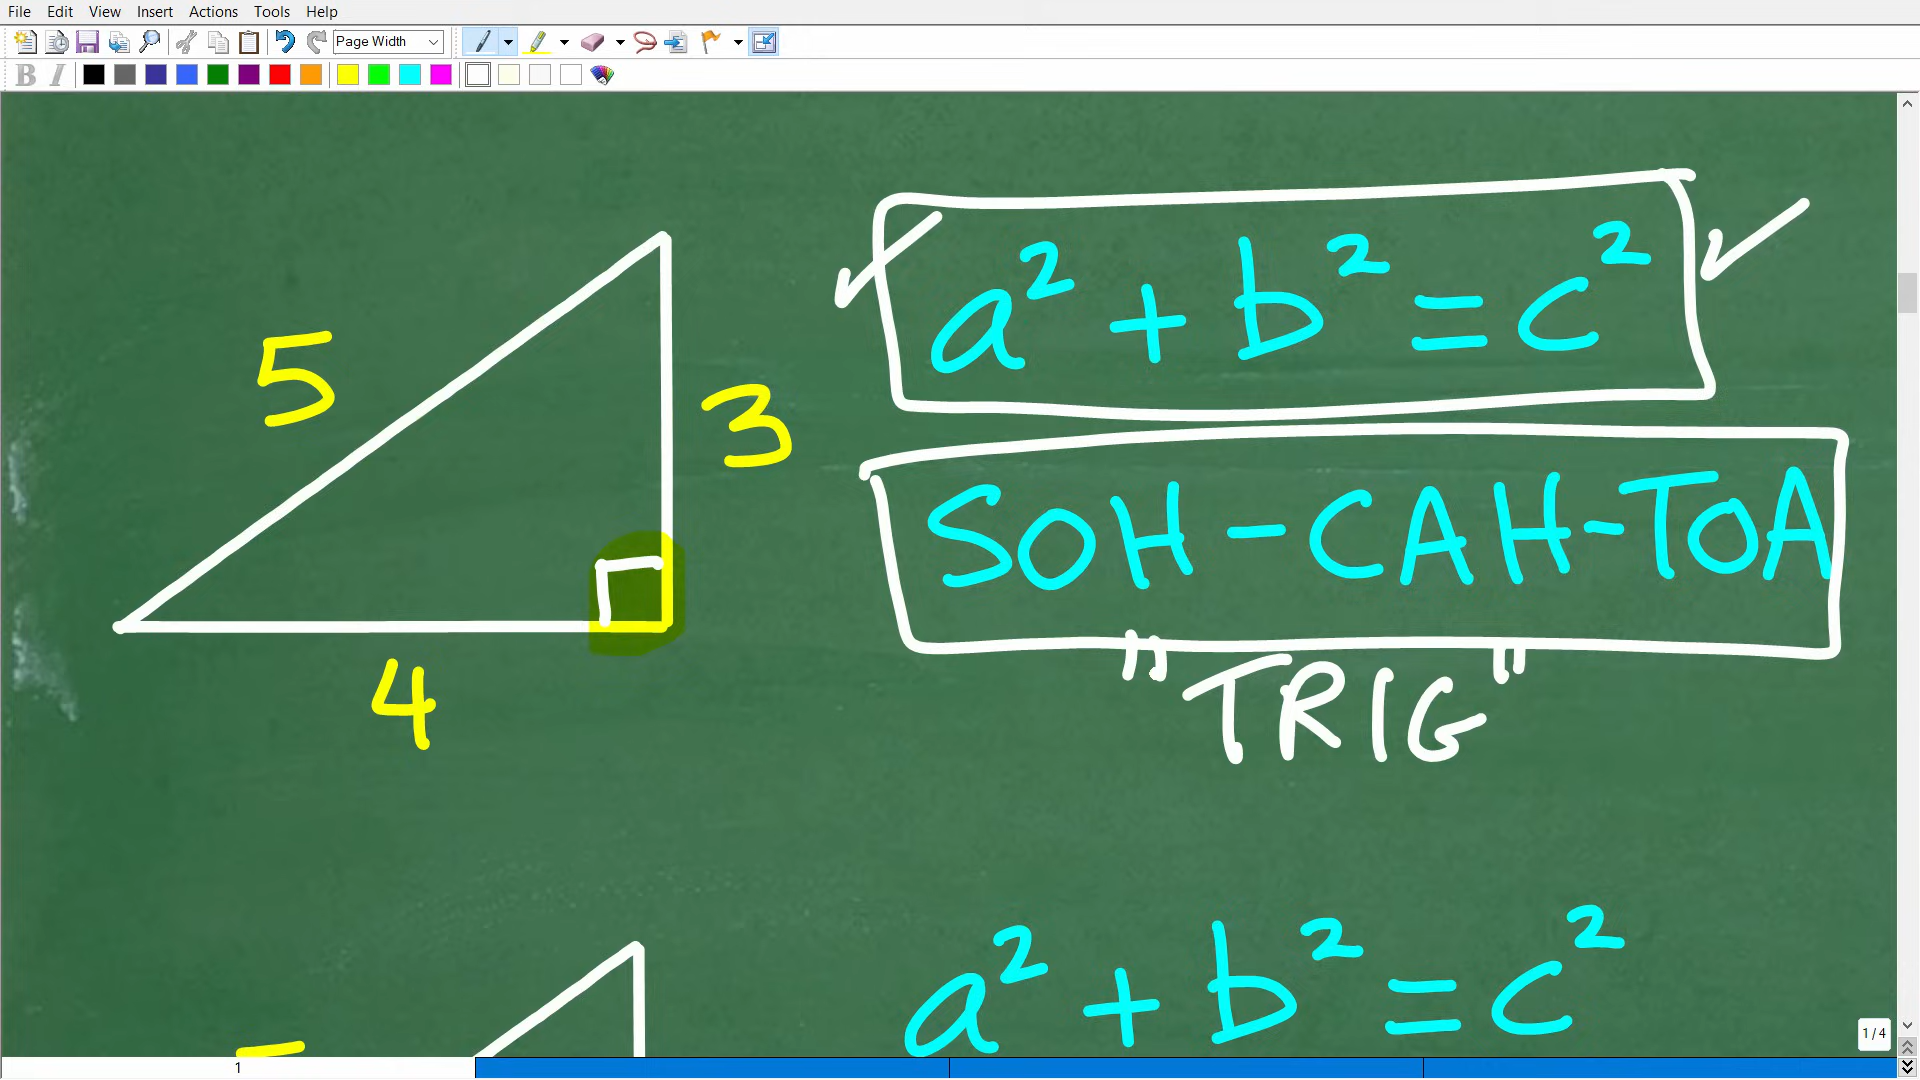 File Edit View Insert Actions Tools Help
Page Width
B I
5
3
4
a² + b² = c²
SOH-CAH-TOA
"TRIG"
a² + b² = c²
1 / 4
1